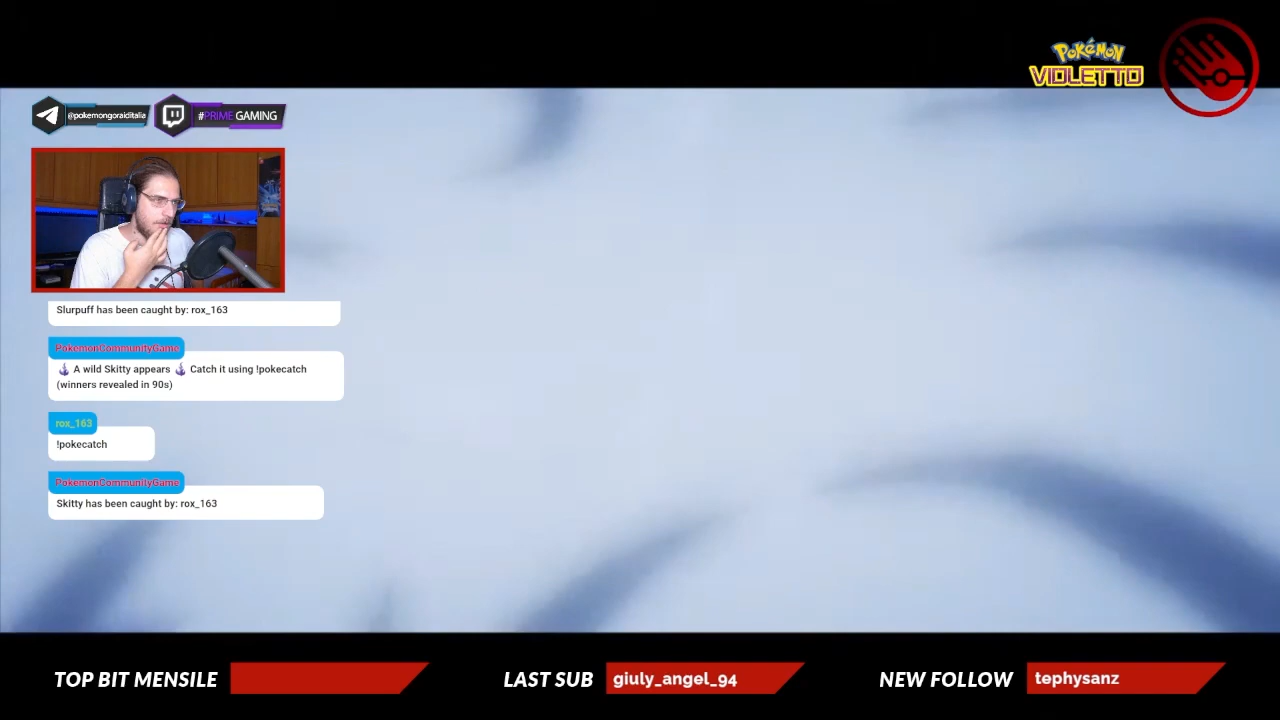 POKéMON
VIOLETTO
@pokemongoraiditalia
#PRIME GAMING
Slurpuff has been caught by: rox_163
PokemonCommunityGame
A wild Skitty appears Catch it using !pokecatch
(winners revealed in 90s)
rox_163
!pokecatch
PokemonCommunityGame
Skitty has been caught by: rox_163
TOP BIT MENSILE
LAST SUB
giuly_angel_94
NEW FOLLOW
tephysanz